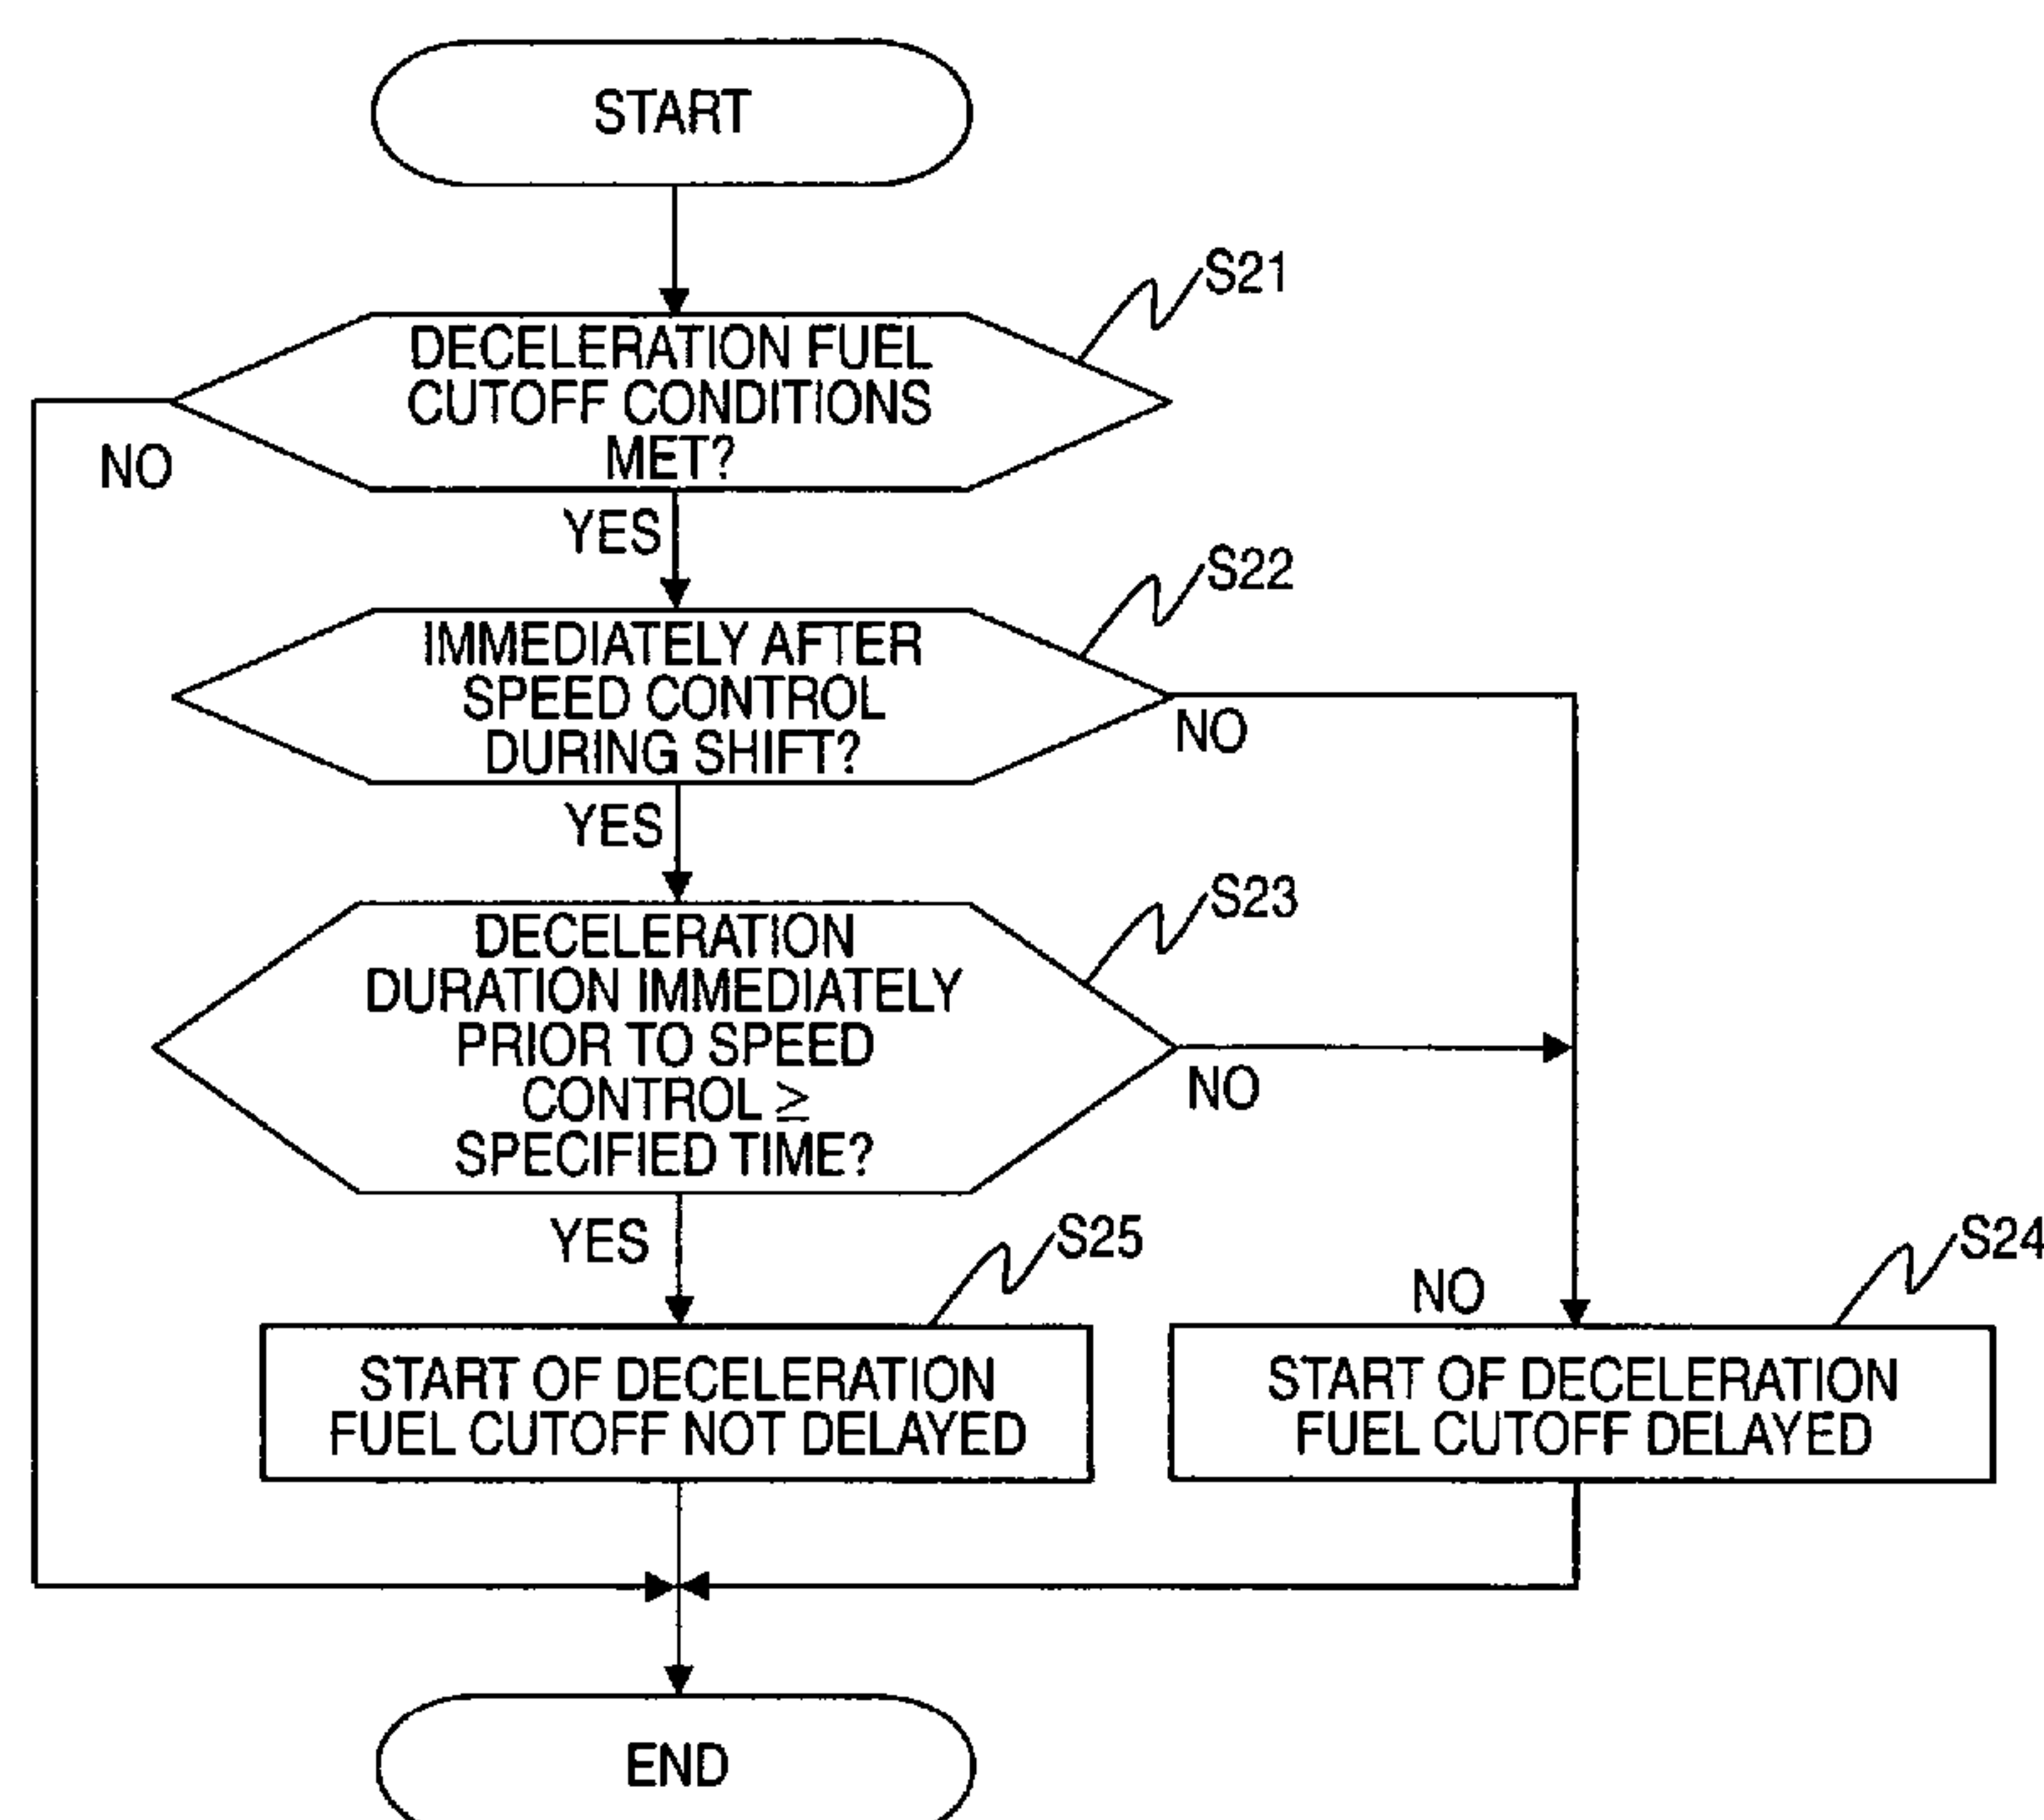 START
S21
DECELERATION FUEL
CUTOFF CONDITIONS
MET?
NO
YES
S22
IMMEDIATELY AFTER
SPEED CONTROL
DURING SHIFT?
NO
YES
S23
DECELERATION
DURATION IMMEDIATELY
PRIOR TO SPEED
CONTROL ≥
SPECIFIED TIME?
NO
YES
S25
START OF DECELERATION
FUEL CUTOFF NOT DELAYED
NO
S24
START OF DECELERATION
FUEL CUTOFF DELAYED
END